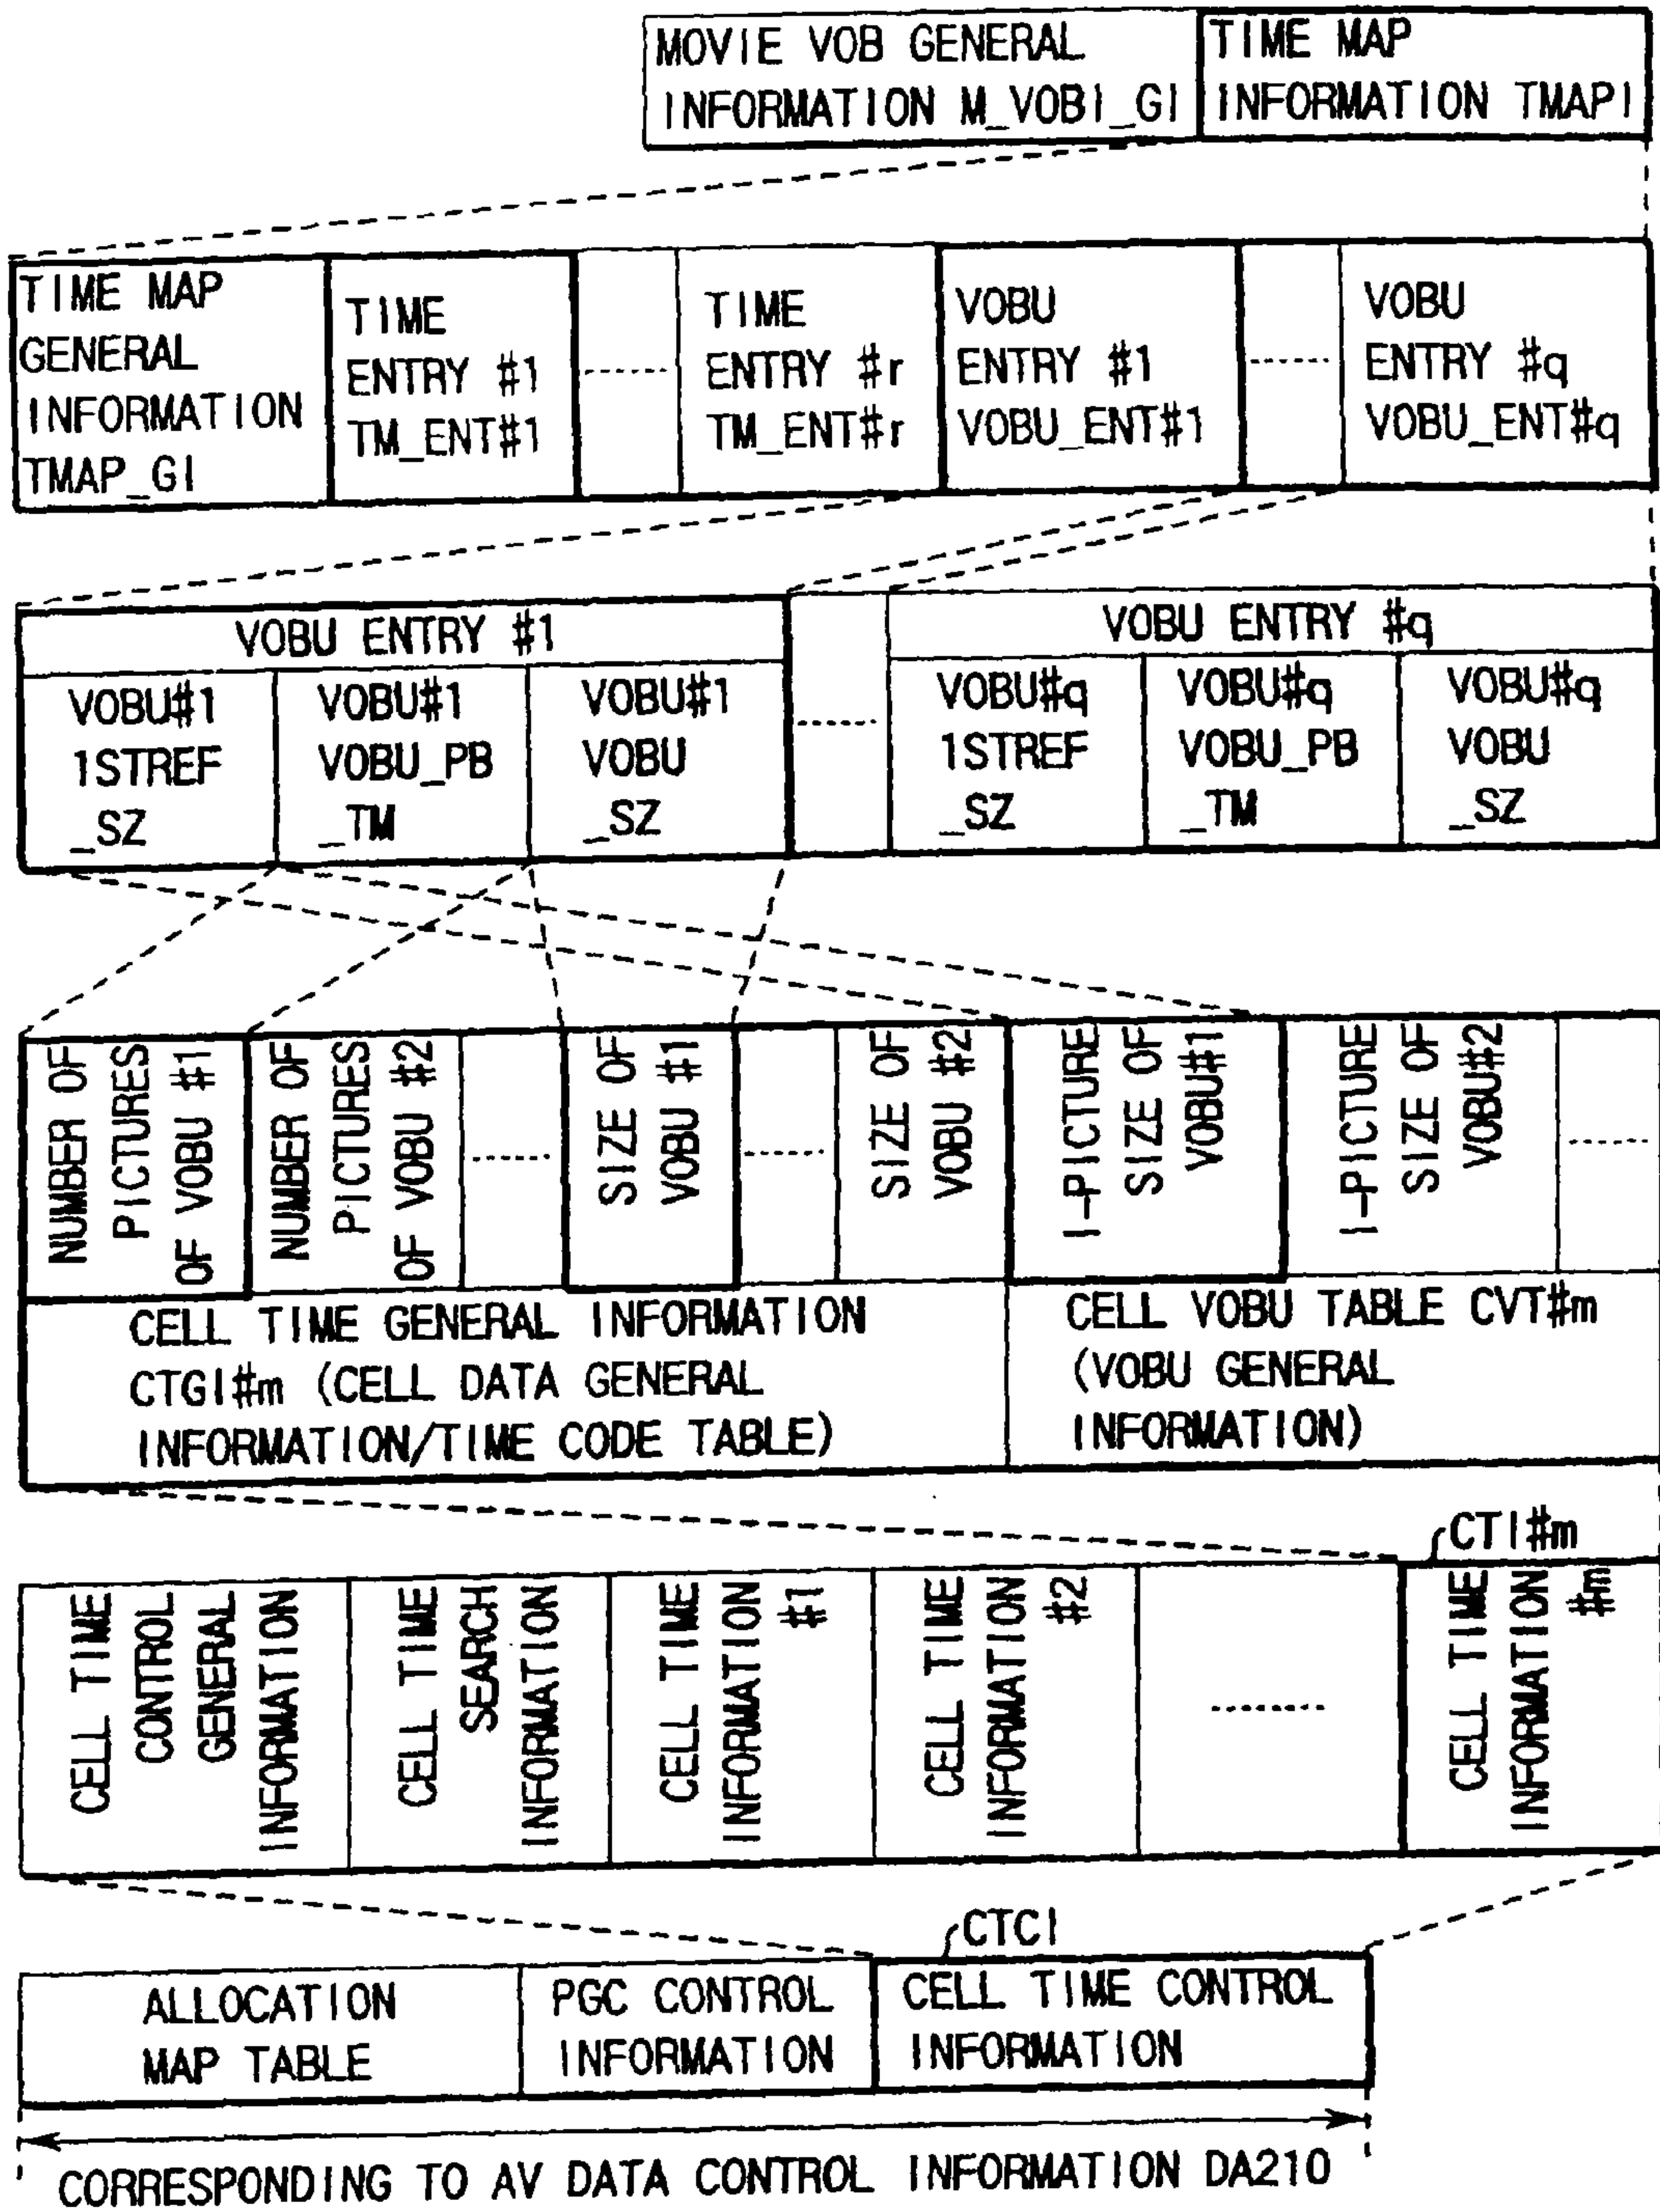 MOVIE VOB GENERAL
INFORMATION M_VOBI_GI
TIME MAP
INFORMATION TMAPI
TIME MAP
GENERAL
INFORMATION
TMAP_GI
TIME
ENTRY #1
TM_ENT#1
TIME
ENTRY #r
TM_ENT#r
VOBU
ENTRY #1
VOBU_ENT#1
VOBU
ENTRY #q
VOBU_ENT#q
VOBU ENTRY #1
VOBU ENTRY #q
VOBU#1
1STREF
_SZ
VOBU#1
VOBU_PB
_TM
VOBU#1
VOBU
_SZ
VOBU#q
1STREF
_SZ
VOBU#q
VOBU_PB
_TM
VOBU#q
VOBU
_SZ
NUMBER OF
PICTURES
OF VOBU #1
NUMBER OF
PICTURES
OF VOBU #2
SIZE OF
VOBU #1
SIZE OF
VOBU #2
I-PICTURE
SIZE OF
VOBU#1
I-PICTURE
SIZE OF
VOBU#2
CELL TIME GENERAL INFORMATION
CTGI#m (CELL DATA GENERAL
INFORMATION/TIME CODE TABLE)
CELL VOBU TABLE CVT#m
(VOBU GENERAL
INFORMATION)
CTI#m
CELL TIME
CONTROL
GENERAL
INFORMATION
CELL TIME
SEARCH
INFORMATION
CELL TIME
INFORMATION
#1
CELL TIME
INFORMATION
#2
CELL TIME
INFORMATION
#m
CTCI
ALLOCATION
MAP TABLE
PGC CONTROL
INFORMATION
CELL TIME CONTROL
INFORMATION
CORRESPONDING TO AV DATA CONTROL INFORMATION DA210